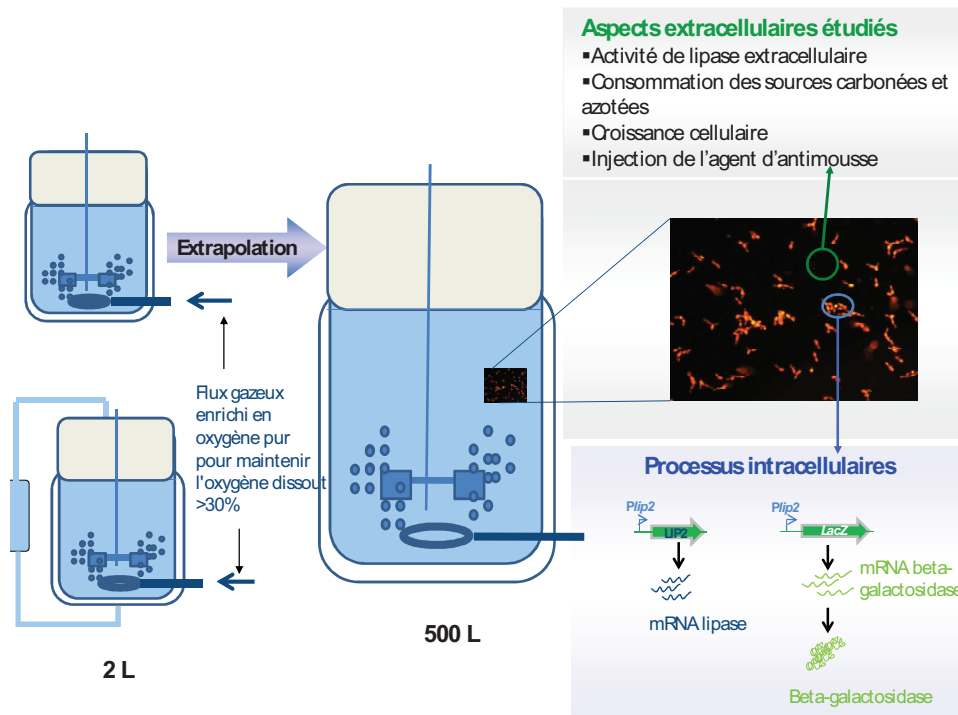 Aspects extracellulaires étudiés
▪Activité de lipase extracellulaire
▪Consommation des sources carbonées et
azotées
▪Croissance cellulaire
▪Injection de l'agent d'antimousse
Extrapolation
Flux gazeux
enrichi en
oxygène pur
pour maintenir
l'oxygène dissout
>30%
2 L
500 L
Processus intracellulaires
Plip2
LIP2
mRNA lipase
Plip2
LacZ
mRNA beta-
galactosidase
Beta-galactosidase